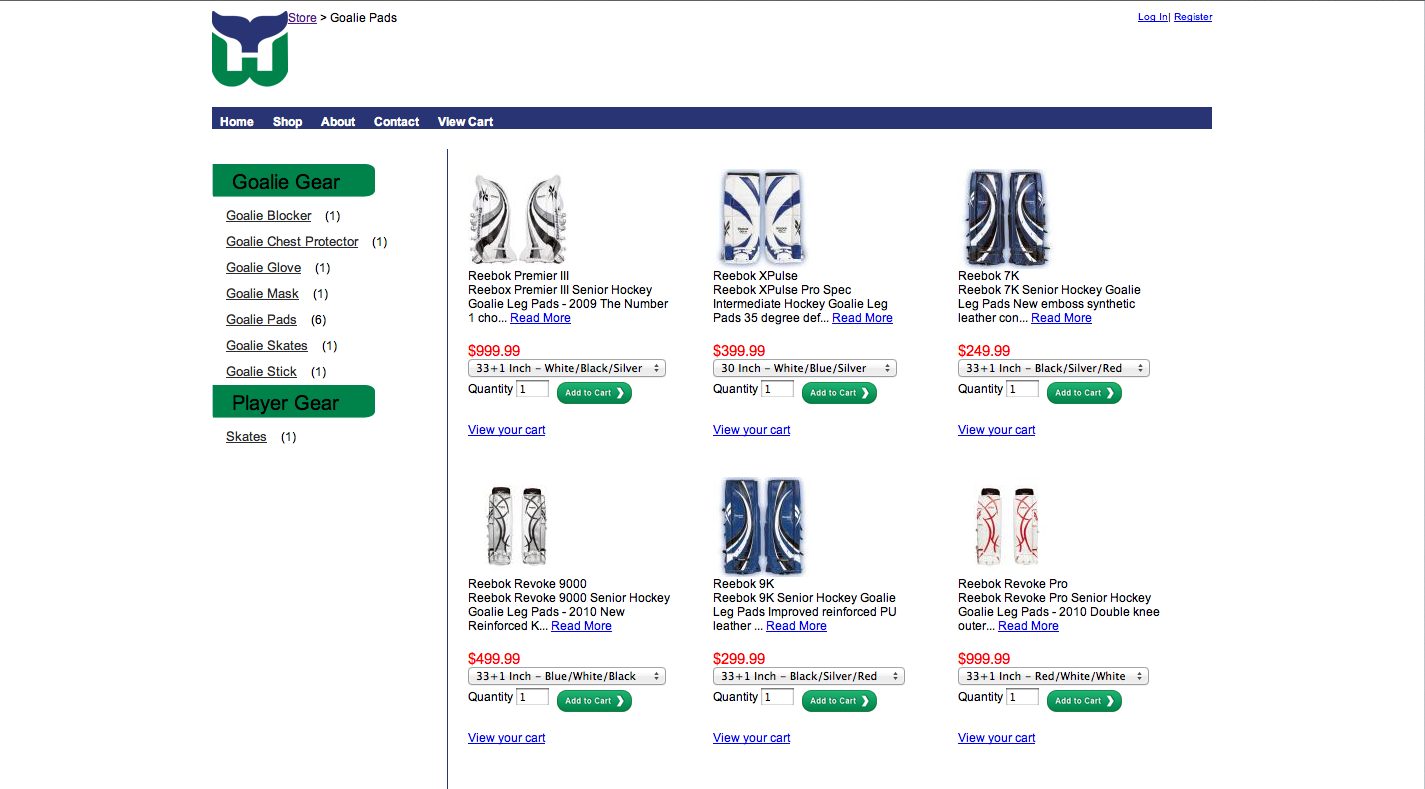 Store > Goalie Pads
Log In| Register
Home Shop About Contact View Cart
Goalie Gear
Goalie Blocker (1)
Goalie Chest Protector (1)
Goalie Glove (1)
Goalie Mask (1)
Goalie Pads (6)
Goalie Skates (1)
Goalie Stick (1)
Player Gear
Skates (1)
Reebok Premier III
Reebox Premier III Senior Hockey
Goalie Leg Pads - 2009 The Number
1 cho... Read More
$999.99
33+1 Inch - White/Black/Silver
Quantity 1 Add to Cart ❯
View your cart
Reebok XPulse
Reebok XPulse Pro Spec
Intermediate Hockey Goalie Leg
Pads 35 degree def... Read More
$399.99
30 Inch - White/Blue/Silver
Quantity 1 Add to Cart ❯
View your cart
Reebok 7K
Reebok 7K Senior Hockey Goalie
Leg Pads New emboss synthetic
leather con... Read More
$249.99
33+1 Inch - Black/Silver/Red
Quantity 1 Add to Cart ❯
View your cart
Reebok Revoke 9000
Reebok Revoke 9000 Senior Hockey
Goalie Leg Pads - 2010 New
Reinforced K... Read More
$499.99
33+1 Inch - Blue/White/Black
Quantity 1 Add to Cart ❯
View your cart
Reebok 9K
Reebok 9K Senior Hockey Goalie
Leg Pads Improved reinforced PU
leather ... Read More
$299.99
33+1 Inch - Black/Silver/Red
Quantity 1 Add to Cart ❯
View your cart
Reebok Revoke Pro
Reebok Revoke Pro Senior Hockey
Goalie Leg Pads - 2010 Double knee
outer... Read More
$999.99
33+1 Inch - Red/White/White
Quantity 1 Add to Cart ❯
View your cart